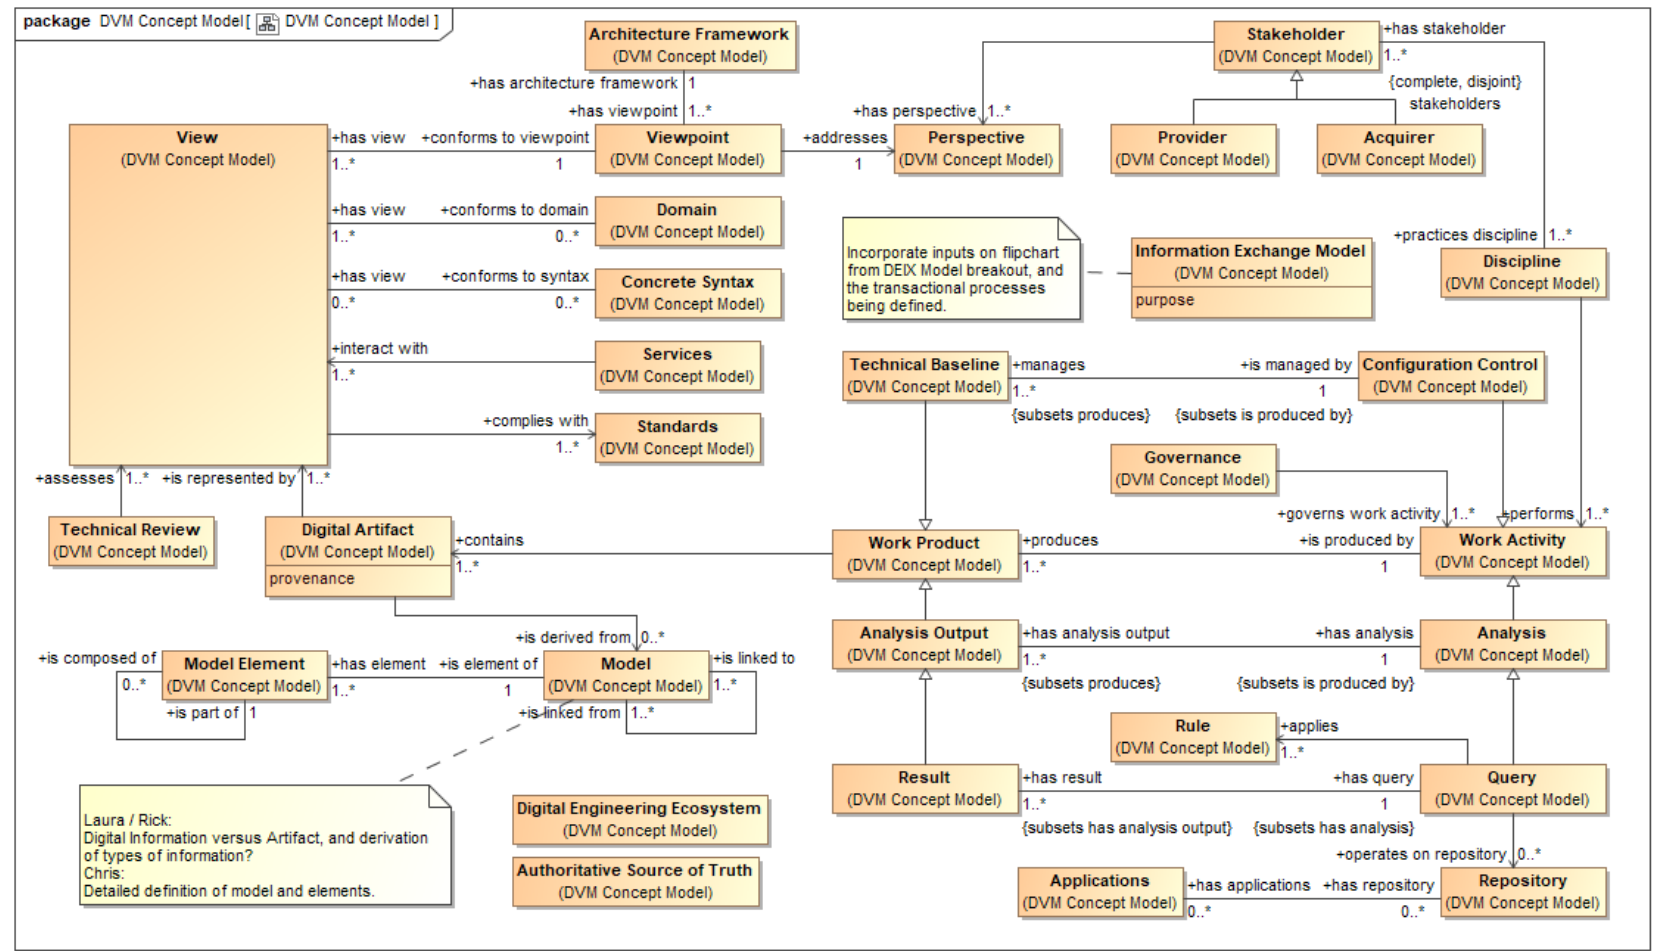 package DVM Concept Model[ DVM Concept Model ]
Architecture Framework
(DVM Concept Model)
+has architecture framework 1
+has viewpoint 1..*
Stakeholder
(DVM Concept Model)
+has stakeholder
1..*
{complete, disjoint}
stakeholders
+has perspective 1..*
View
(DVM Concept Model)
+has view +conforms to viewpoint
1..* 1
Viewpoint
(DVM Concept Model)
+addresses
1
Perspective
(DVM Concept Model)
Provider
(DVM Concept Model)
Acquirer
(DVM Concept Model)
+has view +conforms to domain
1..* 0..*
Domain
(DVM Concept Model)
+practices discipline 1..*
Incorporate inputs on flipchart
from DEIX Model breakout, and
the transactional processes
being defined.
Information Exchange Model
(DVM Concept Model)
purpose
Discipline
(DVM Concept Model)
+has view +conforms to syntax
0..* 0..*
Concrete Syntax
(DVM Concept Model)
+interact with
1..*
Services
(DVM Concept Model)
Technical Baseline
(DVM Concept Model)
+manages +is managed by
1..* 1
{subsets produces} {subsets is produced by}
Configuration Control
(DVM Concept Model)
+complies with
1..*
Standards
(DVM Concept Model)
Governance
(DVM Concept Model)
+assesses 1..* +is represented by 1..*
+governs work activity 1..* +performs 1..*
Technical Review
(DVM Concept Model)
Digital Artifact
(DVM Concept Model)
provenance
+contains
1..*
Work Product
(DVM Concept Model)
+produces +is produced by
1..* 1
Work Activity
(DVM Concept Model)
+is derived from 0..*
Analysis Output
(DVM Concept Model)
+has analysis output +has analysis
1..* 1
{subsets produces} {subsets is produced by}
Analysis
(DVM Concept Model)
+is composed of
0..*
Model Element
(DVM Concept Model)
+is part of 1
+has element +is element of
1..* 1
Model
(DVM Concept Model)
+is linked to
1..*
+is linked from 1..*
Rule
(DVM Concept Model)
+applies
1..*
Result
(DVM Concept Model)
+has result +has query
1..* 1
{subsets has analysis output} {subsets has analysis}
Query
(DVM Concept Model)
Laura / Rick:
Digital Information versus Artifact, and derivation
of types of information?
Chris:
Detailed definition of model and elements.
Digital Engineering Ecosystem
(DVM Concept Model)
Authoritative Source of Truth
(DVM Concept Model)
+operates on repository 0..*
Applications
(DVM Concept Model)
+has applications +has repository
0..* 0..*
Repository
(DVM Concept Model)